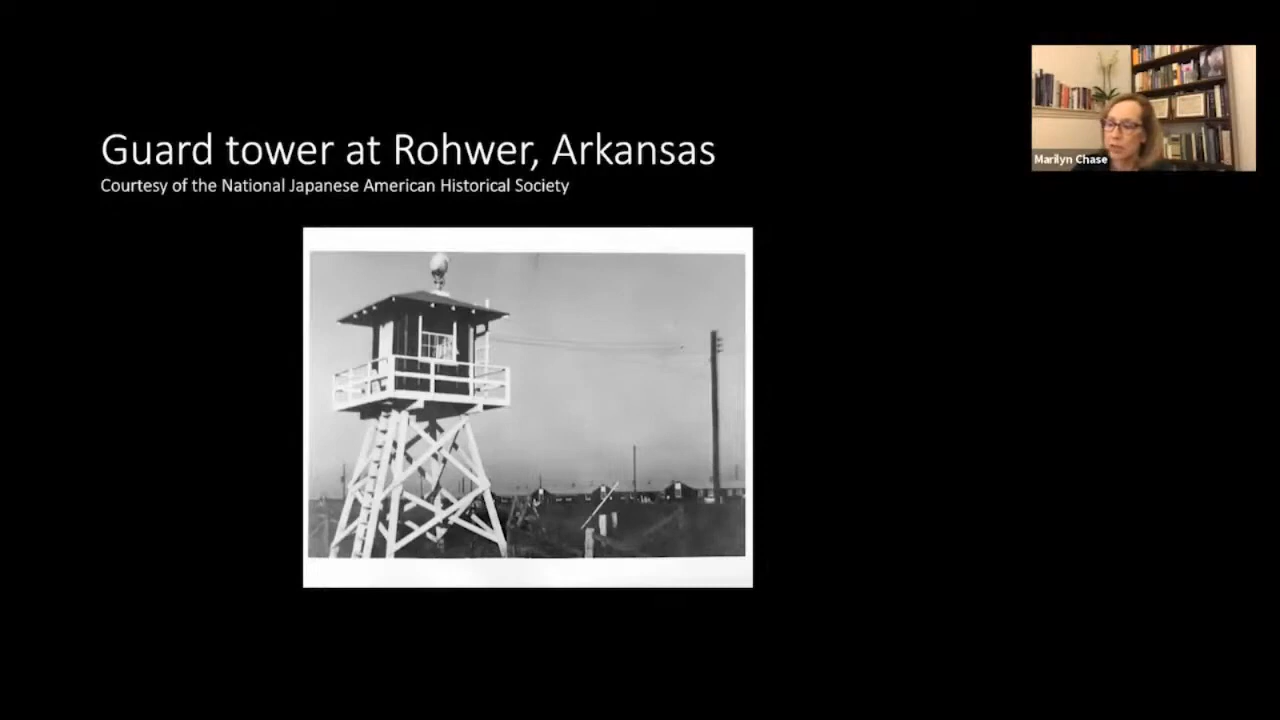 Guard tower at Rohwer, Arkansas
Courtesy of the National Japanese American Historical Society
Marilyn Chase